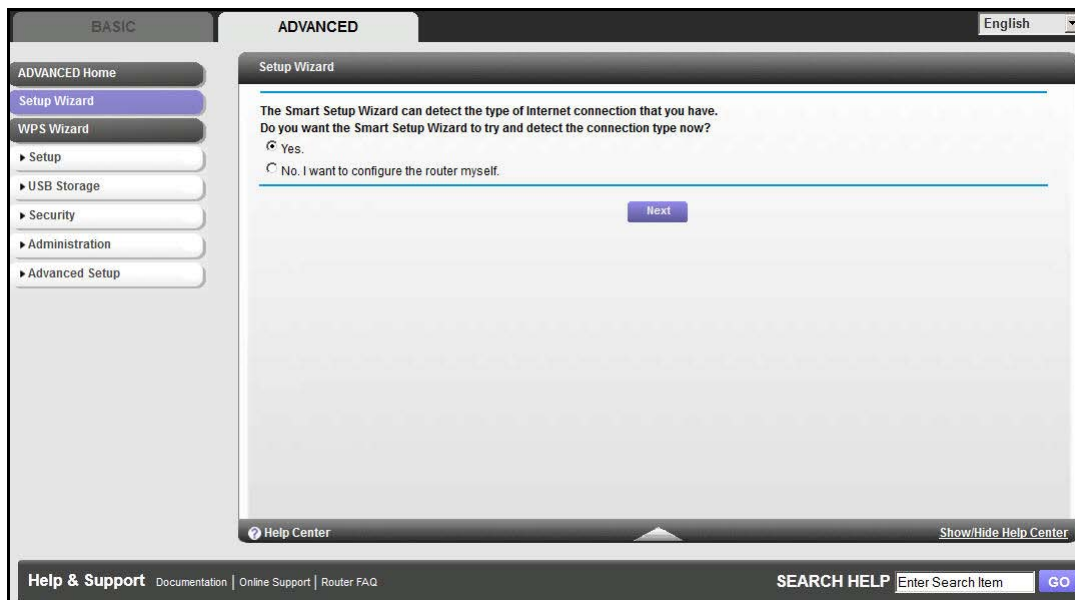 BASIC
ADVANCED
English
ADVANCED Home
Setup Wizard
WPS Wizard
Setup
USB Storage
Security
Administration
Advanced Setup
Setup Wizard
The Smart Setup Wizard can detect the type of Internet connection that you have.
Do you want the Smart Setup Wizard to try and detect the connection type now?
Yes.
No. I want to configure the router myself.
Next
Help Center
Show/Hide Help Center
Help & Support Documentation | Online Support | Router FAQ
SEARCH HELP Enter Search Item GO